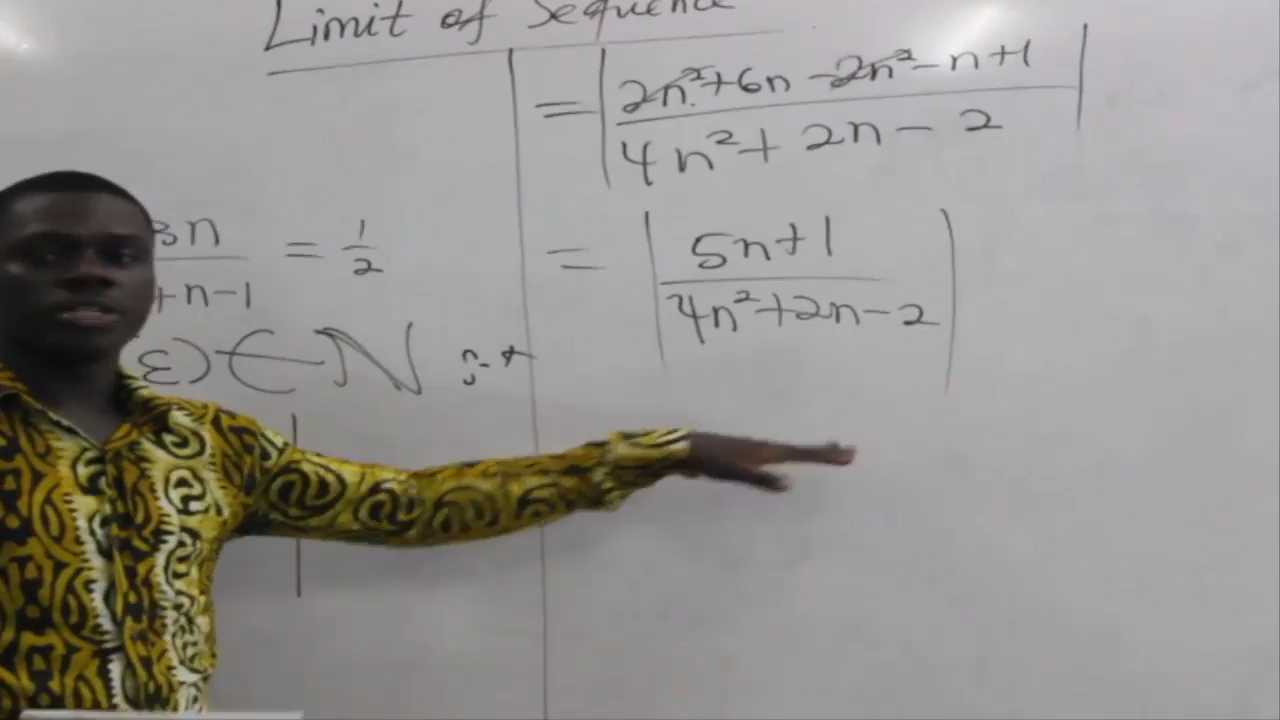 Limit of Sequence
= |2n²+6n -2n²-n+1 / 4n²+2n-2|
3n / +n-1 = 1/2
= |5n+1 / 4n²+2n-2|
ε) ∈ N s.t